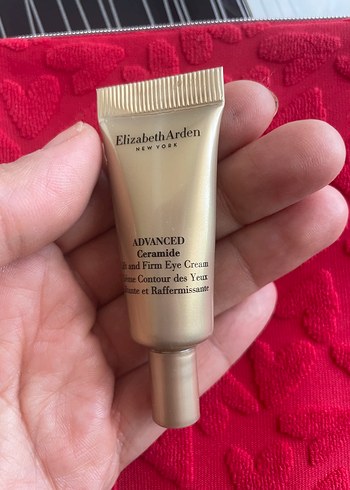 Elizabeth Arden
NEW YORK
ADVANCED
Ceramide
and Firm Eye Cream
Contour des Yeux
et Raffermissante